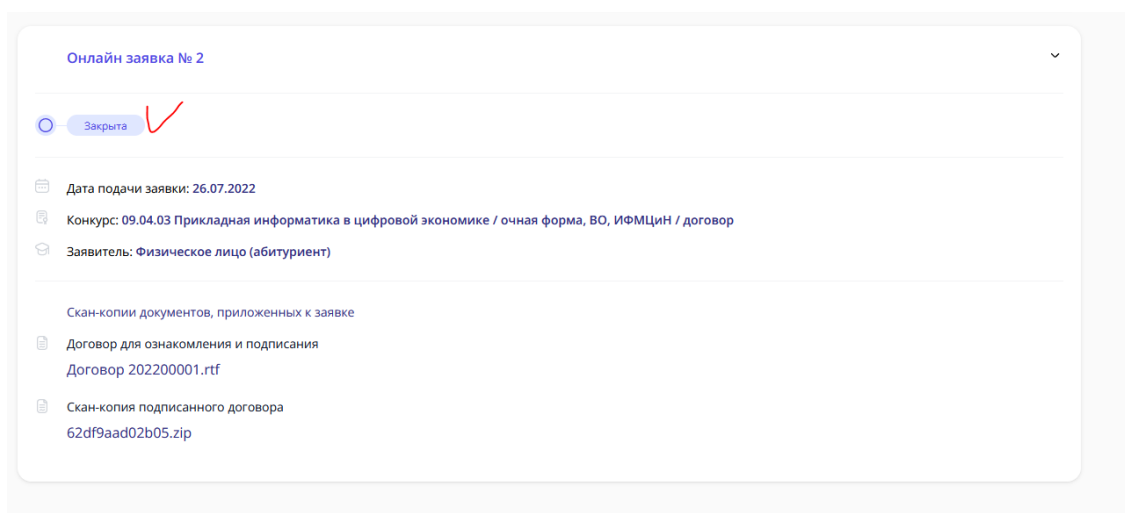 Онлайн заявка № 2
Закрыта
Дата подачи заявки: 26.07.2022
Конкурс: 09.04.03 Прикладная информатика в цифровой экономике / очная форма, ВО, ИФМЦиН / договор
Заявитель: Физическое лицо (абитуриент)
Скан-копии документов, приложенных к заявке
Договор для ознакомления и подписания
Договор 202200001.rtf
Скан-копия подписанного договора
62df9aad02b05.zip